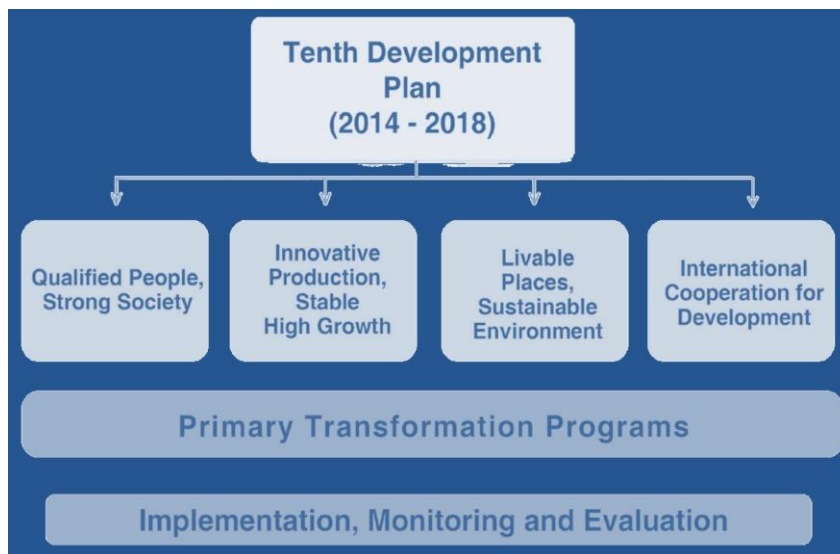 Tenth Development
Plan
(2014 - 2018)
Qualified People,
Strong Society
Innovative
Production,
Stable
High Growth
Livable
Places,
Sustainable
Environment
International
Cooperation for
Development
Primary Transformation Programs
Implementation, Monitoring and Evaluation